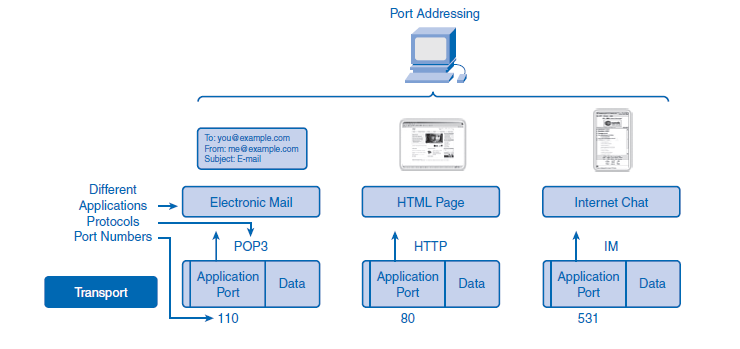 Port Addressing
To: you@example.com
From: me@example.com
Subject: E-mail
Different
Applications
Protocols
Port Numbers
Electronic Mail
HTML Page
Internet Chat
POP3
HTTP
IM
Transport
Application
Port
Data
Application
Port
Data
Application
Port
Data
110
80
531